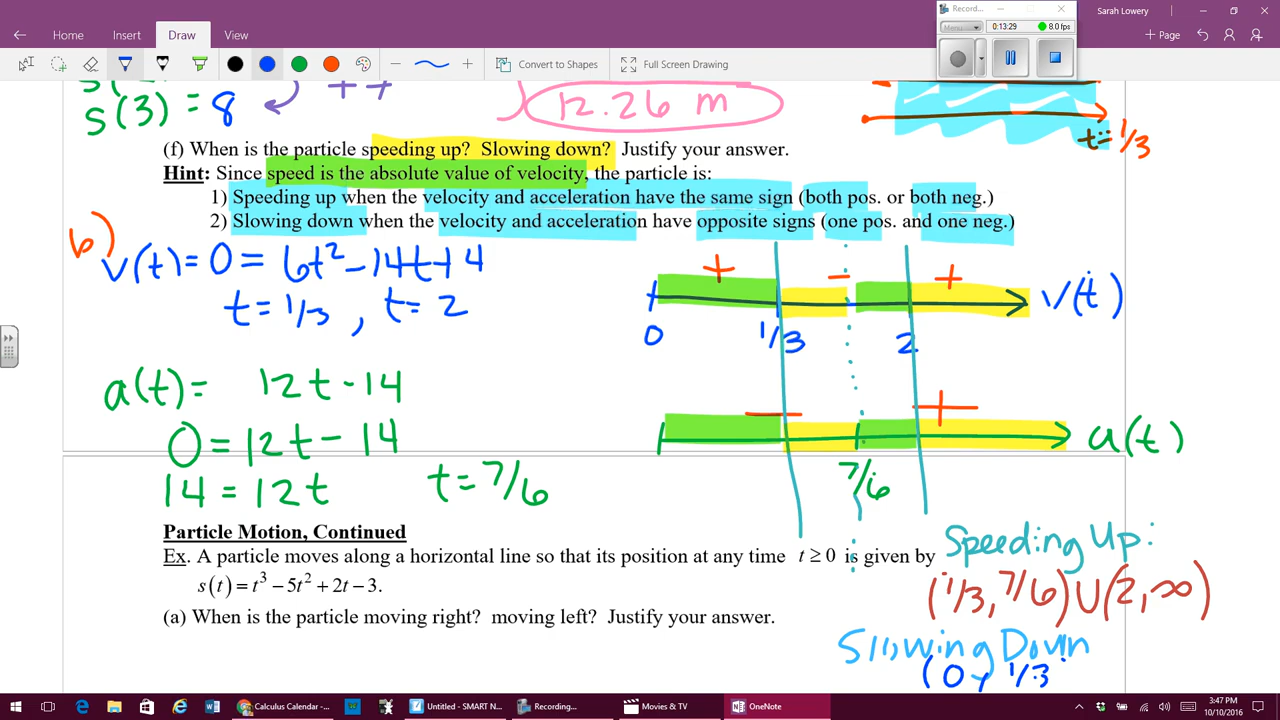 Recording...
Menu
0:13:29
8.0 fps
Sarah Lowery
Home
Insert
Draw
View
Share
Convert to Shapes
Full Screen Drawing
s(3) = 8
++
12.26 m
t=1/3
(f) When is the particle speeding up? Slowing down? Justify your answer.
Hint: Since speed is the absolute value of velocity, the particle is:
1) Speeding up when the velocity and acceleration have the same sign (both pos. or both neg.)
2) Slowing down when the velocity and acceleration have opposite signs (one pos. and one neg.)
b)
v(t)=0=6t²-14t+4
t=1/3, t=2
+ - +
v(t)
0 1/3 2
a(t)= 12t-14
0=12t-14
14=12t
t=7/6
- +
a(t)
7/6
Particle Motion, Continued
Ex. A particle moves along a horizontal line so that its position at any time t ≥ 0 is given by
s(t) = t³ − 5t² + 2t − 3.
(a) When is the particle moving right? moving left? Justify your answer.
Speeding Up:
(1/3, 7/6)U(2,∞)
Slowing Down:
(0, 1/3
Calculus Calendar -...
Untitled - SMART N...
Recording...
Movies & TV
OneNote
3:47 PM
10/10/2016